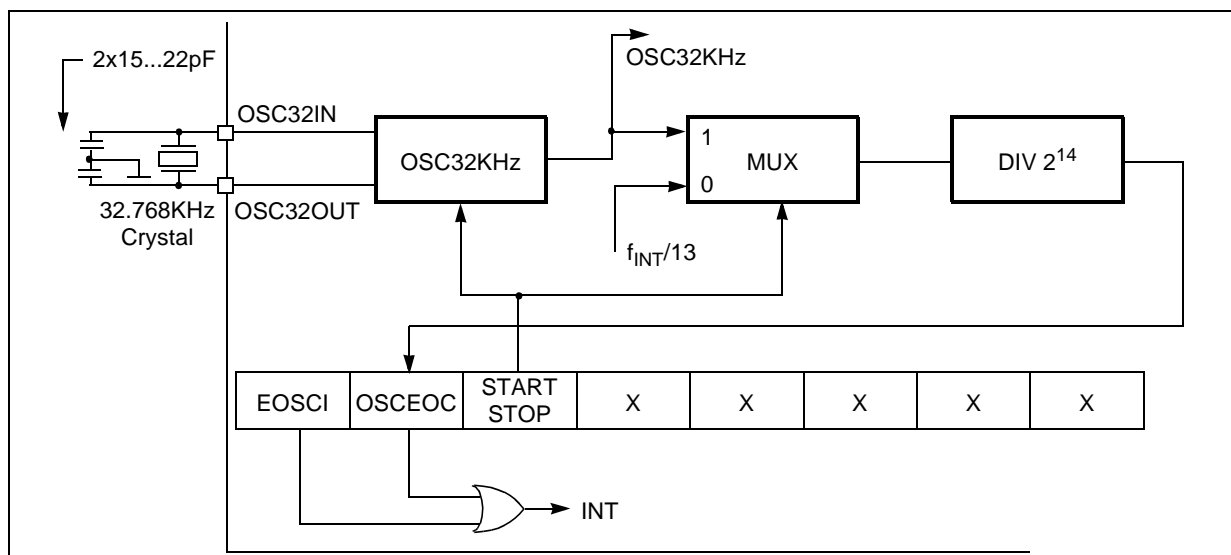 2x15...22pF
OSC32KHz
OSC32IN
OSC32KHz
1
0
MUX
DIV 2^14
32.768KHz
Crystal
OSC32OUT
f_INT/13
EOSCI
OSCEOC
START
STOP
X
X
X
X
X
INT